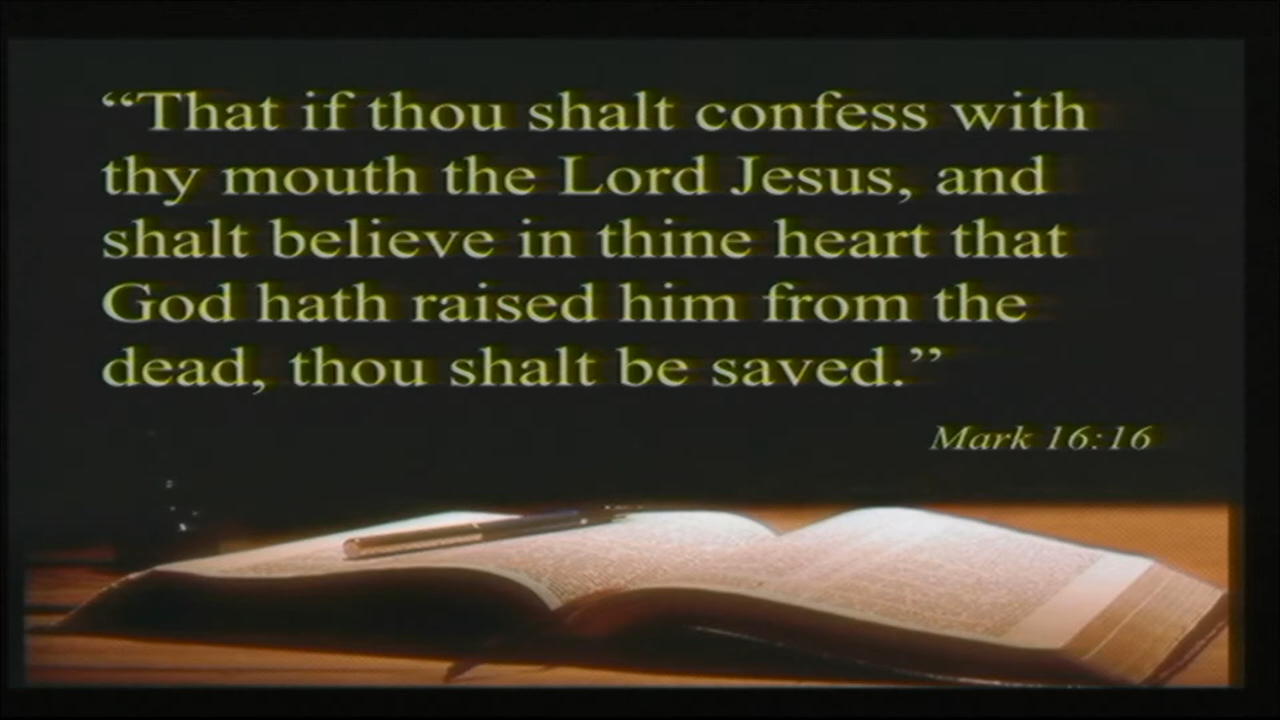 “That if thou shalt confess with
thy mouth the Lord Jesus, and
shalt believe in thine heart that
God hath raised him from the
dead, thou shalt be saved.”
Mark 16:16